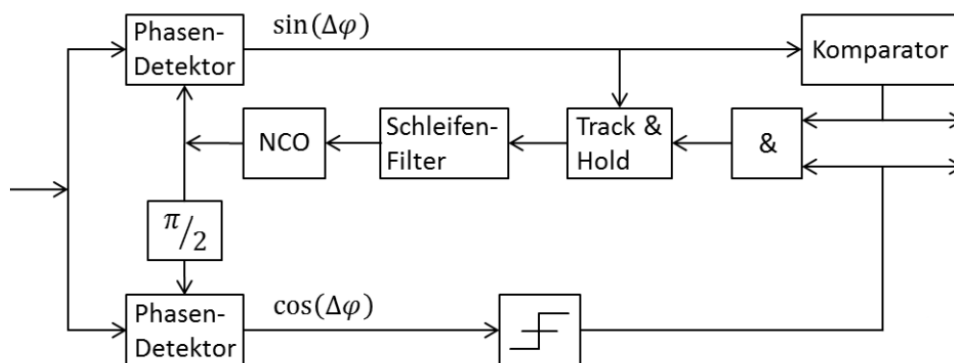 Phasen-
Detektor
sin(Δφ)
Komparator
NCO
Schleifen-
Filter
Track &
Hold
&
π/2
Phasen-
Detektor
cos(Δφ)